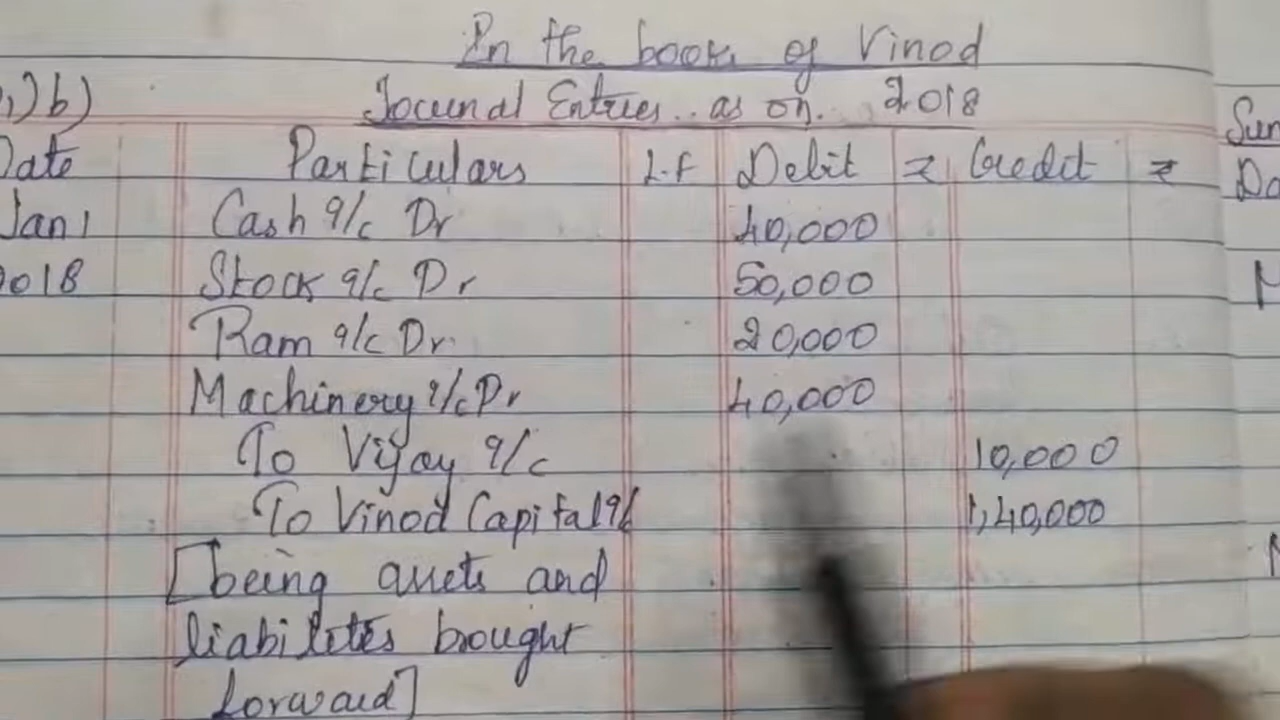 In the books of Vinod
1) b)
Journal Entries.. as on.. 2018
Date Particulars L.F Debit ₹ Credit ₹
Jan 1 Cash a/c Dr 40,000
2018 Stock a/c Dr 50,000
Ram a/c Dr. 20,000
Machinery a/c Dr 40,000
To Vijay a/c 10,000
To Vinod Capital a/c 1,40,000
[being assets and
liabilites brought
forward]